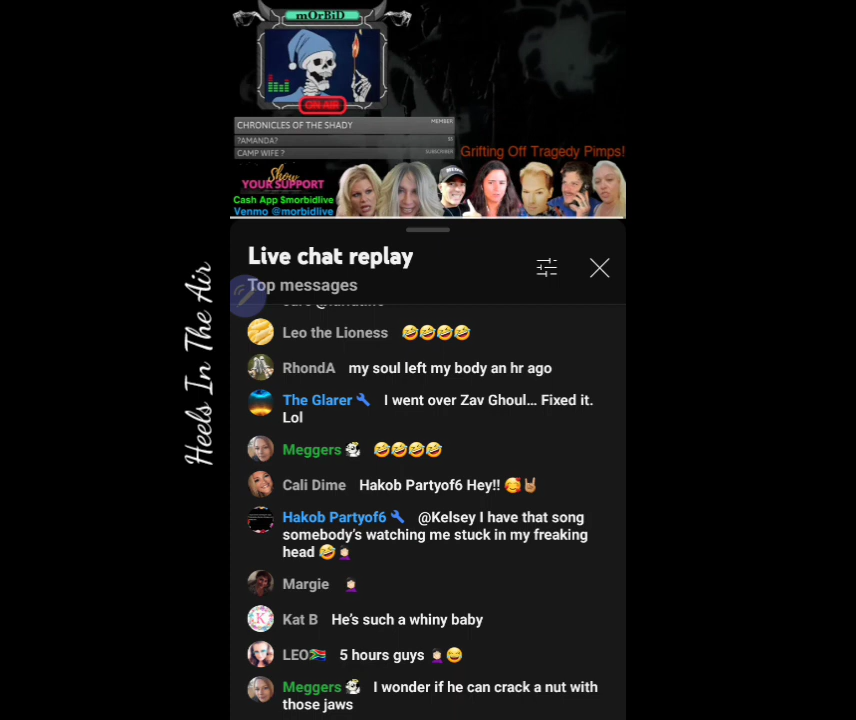 mOrBiD
ON AIR
MEMBER
CHRONICLES OF THE SHADY
?AMANDA?
CAMP WIFE ?
SUBSCRIBER
Grifting Off Tragedy Pimps!
Show
YOUR SUPPORT
Cash App $morbidlive
Venmo @morbidlive
Heels In The Air
Live chat replay
Top messages
Leo the Lioness 🤣🤣🤣🤣
RhondA my soul left my body an hr ago
The Glarer I went over Zav Ghoul... Fixed it.
Lol
Meggers 🤣🤣🤣🤣
Cali Dime Hakob Partyof6 Hey!! 🥰🤘🏽
Hakob Partyof6 @Kelsey I have that song
somebody's watching me stuck in my freaking
head 🤣🤦🏻‍♀️
Margie 🤦🏻‍♀️
K
Kat B He's such a whiny baby
LEO🇿🇦 5 hours guys 🤦🏻‍♀️😂
Meggers I wonder if he can crack a nut with
those jaws